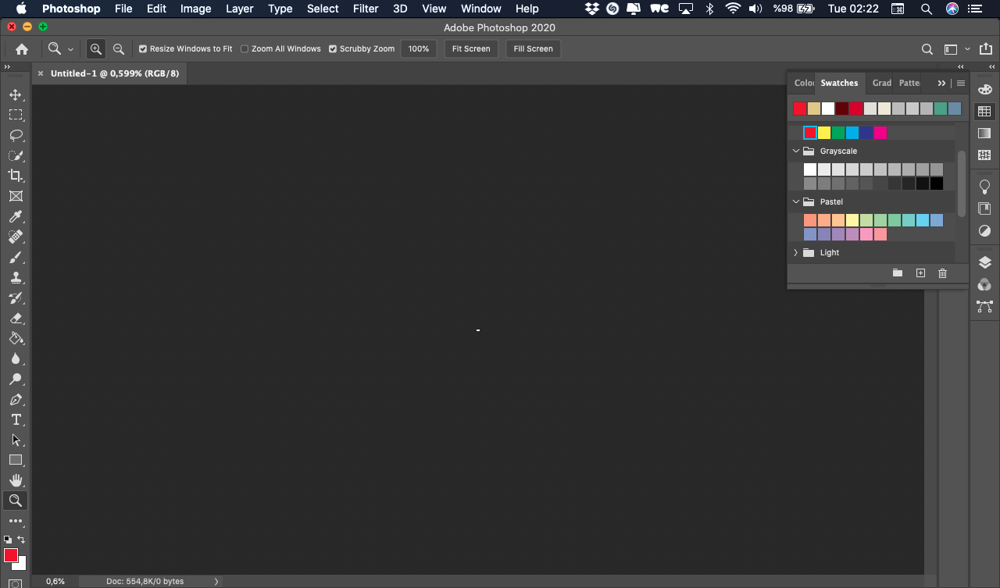 Photoshop File Edit Image Layer Type Select Filter 3D View Window Help %98 Tue 02:22
Adobe Photoshop 2020
Resize Windows to Fit Zoom All Windows Scrubby Zoom 100% Fit Screen Fill Screen
Untitled-1 @ 0,599% (RGB/8)
Color Swatches Grad Patte
Grayscale
Pastel
Light
0,6% Doc: 554,8K/0 bytes